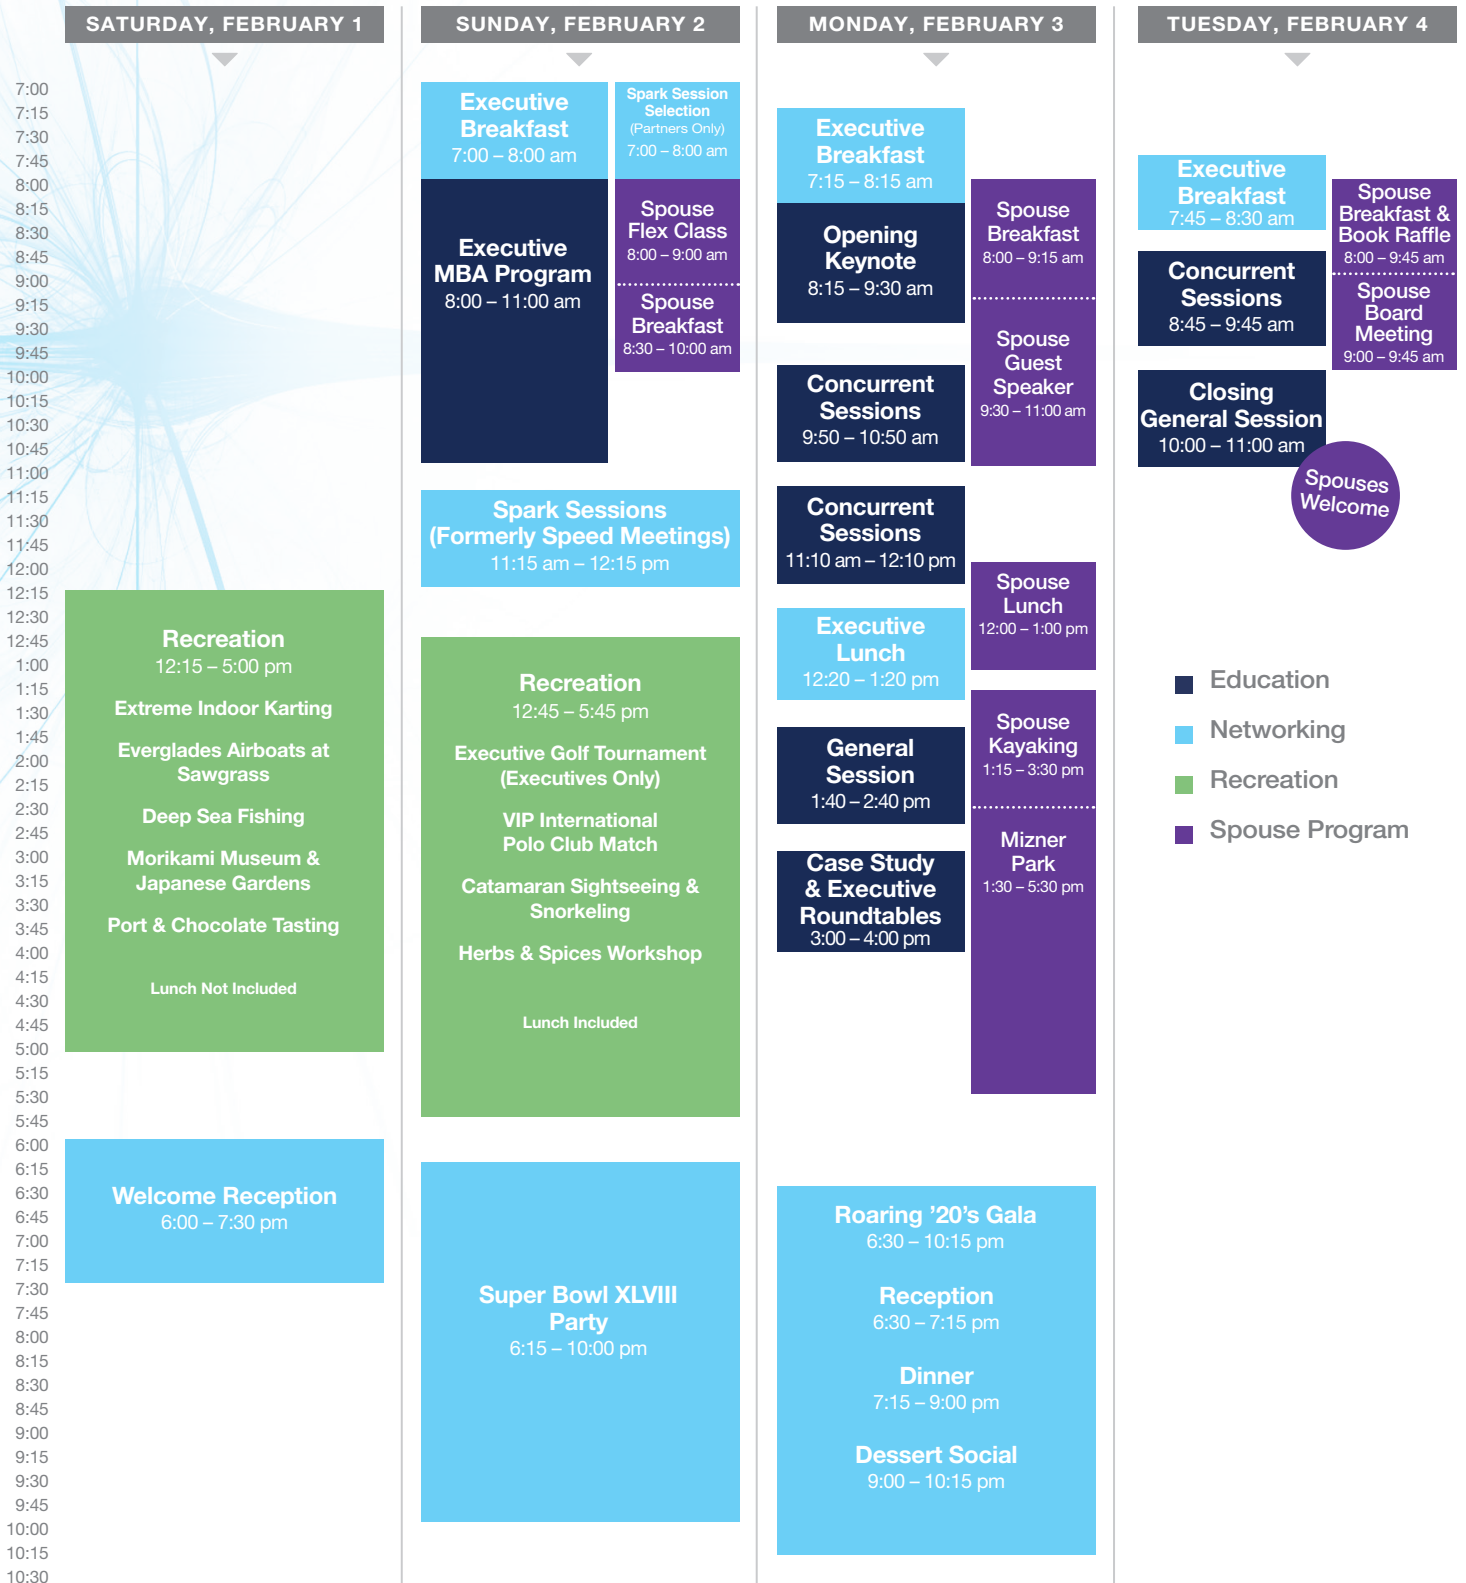 SATURDAY, FEBRUARY 1
SUNDAY, FEBRUARY 2
MONDAY, FEBRUARY 3
TUESDAY, FEBRUARY 4
7:00
7:15
7:30
7:45
8:00
8:15
8:30
8:45
9:00
9:15
9:30
9:45
10:00
10:15
10:30
10:45
11:00
11:15
11:30
11:45
12:00
12:15
12:30
12:45
1:00
1:15
1:30
1:45
2:00
2:15
2:30
2:45
3:00
3:15
3:30
3:45
4:00
4:15
4:30
4:45
5:00
5:15
5:30
5:45
6:00
6:15
6:30
6:45
7:00
7:15
7:30
7:45
8:00
8:15
8:30
8:45
9:00
9:15
9:30
9:45
10:00
10:15
10:30
Recreation
12:15 – 5:00 pm
Extreme Indoor Karting
Everglades Airboats at
Sawgrass
Deep Sea Fishing
Morikami Museum &
Japanese Gardens
Port & Chocolate Tasting
Lunch Not Included
Welcome Reception
6:00 – 7:30 pm
Executive
Breakfast
7:00 – 8:00 am
Spark Session
Selection
(Partners Only)
7:00 – 8:00 am
Executive
MBA Program
8:00 – 11:00 am
Spouse
Flex Class
8:00 – 9:00 am
Spouse
Breakfast
8:30 – 10:00 am
Spark Sessions
(Formerly Speed Meetings)
11:15 am – 12:15 pm
Recreation
12:45 – 5:45 pm
Executive Golf Tournament
(Executives Only)
VIP International
Polo Club Match
Catamaran Sightseeing &
Snorkeling
Herbs & Spices Workshop
Lunch Included
Super Bowl XLVIII
Party
6:15 – 10:00 pm
Executive
Breakfast
7:15 – 8:15 am
Opening
Keynote
8:15 – 9:30 am
Spouse
Breakfast
8:00 – 9:15 am
Spouse
Guest
Speaker
9:30 – 11:00 am
Concurrent
Sessions
9:50 – 10:50 am
Concurrent
Sessions
11:10 am – 12:10 pm
Spouse
Lunch
12:00 – 1:00 pm
Executive
Lunch
12:20 – 1:20 pm
Spouse
Kayaking
1:15 – 3:30 pm
General
Session
1:40 – 2:40 pm
Mizner
Park
1:30 – 5:30 pm
Case Study
& Executive
Roundtables
3:00 – 4:00 pm
Roaring ’20’s Gala
6:30 – 10:15 pm
Reception
6:30 – 7:15 pm
Dinner
7:15 – 9:00 pm
Dessert Social
9:00 – 10:15 pm
Executive
Breakfast
7:45 – 8:30 am
Spouse
Breakfast &
Book Raffle
8:00 – 9:45 am
Concurrent
Sessions
8:45 – 9:45 am
Spouse
Board
Meeting
9:00 – 9:45 am
Closing
General Session
10:00 – 11:00 am
Spouses
Welcome
Education
Networking
Recreation
Spouse Program